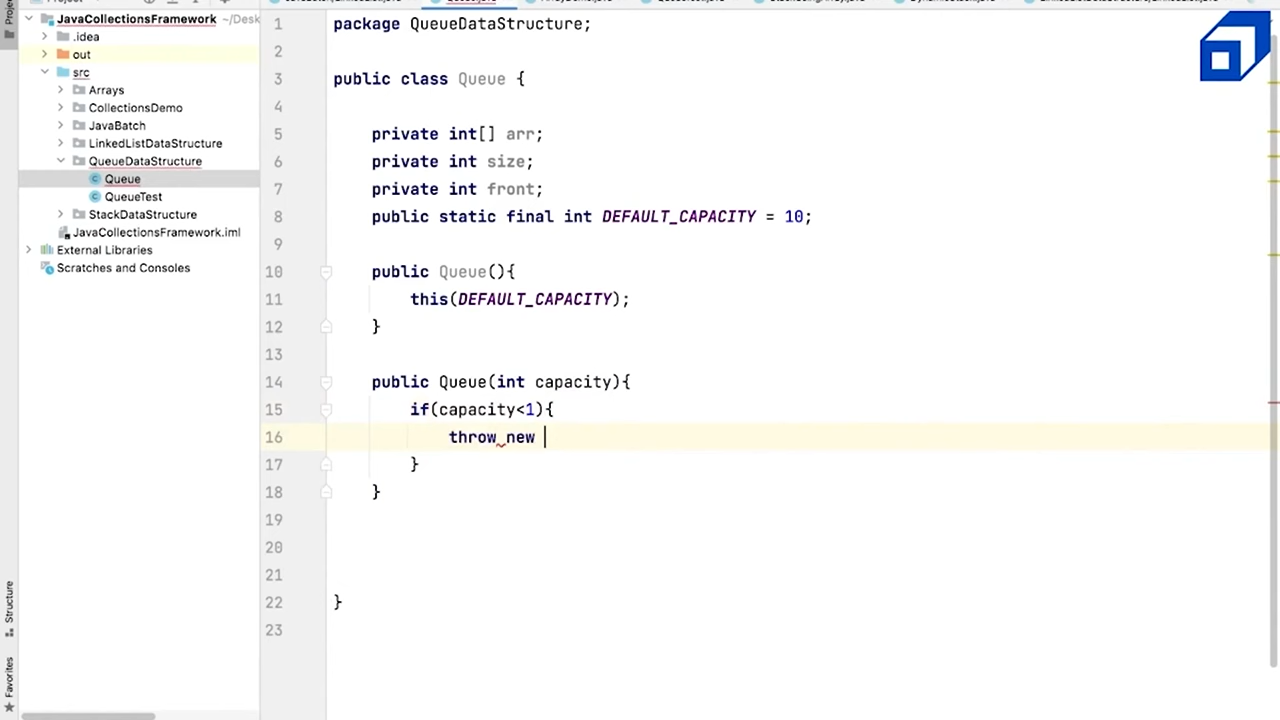 JavaCollectionsFramework ~/Desk
.idea
out
src
Arrays
CollectionsDemo
JavaBatch
LinkedListDataStructure
QueueDataStructure
Queue
QueueTest
StackDataStructure
JavaCollectionsFramework.iml
External Libraries
Scratches and Consoles
Structure
Favorites
1 package QueueDataStructure;
2
3 public class Queue {
4
5 private int[] arr;
6 private int size;
7 private int front;
8 public static final int DEFAULT_CAPACITY = 10;
9
10 public Queue(){
11 this(DEFAULT_CAPACITY);
12 }
13
14 public Queue(int capacity){
15 if(capacity<1){
16 throw new
17 }
18 }
19
20
21
22 }
23